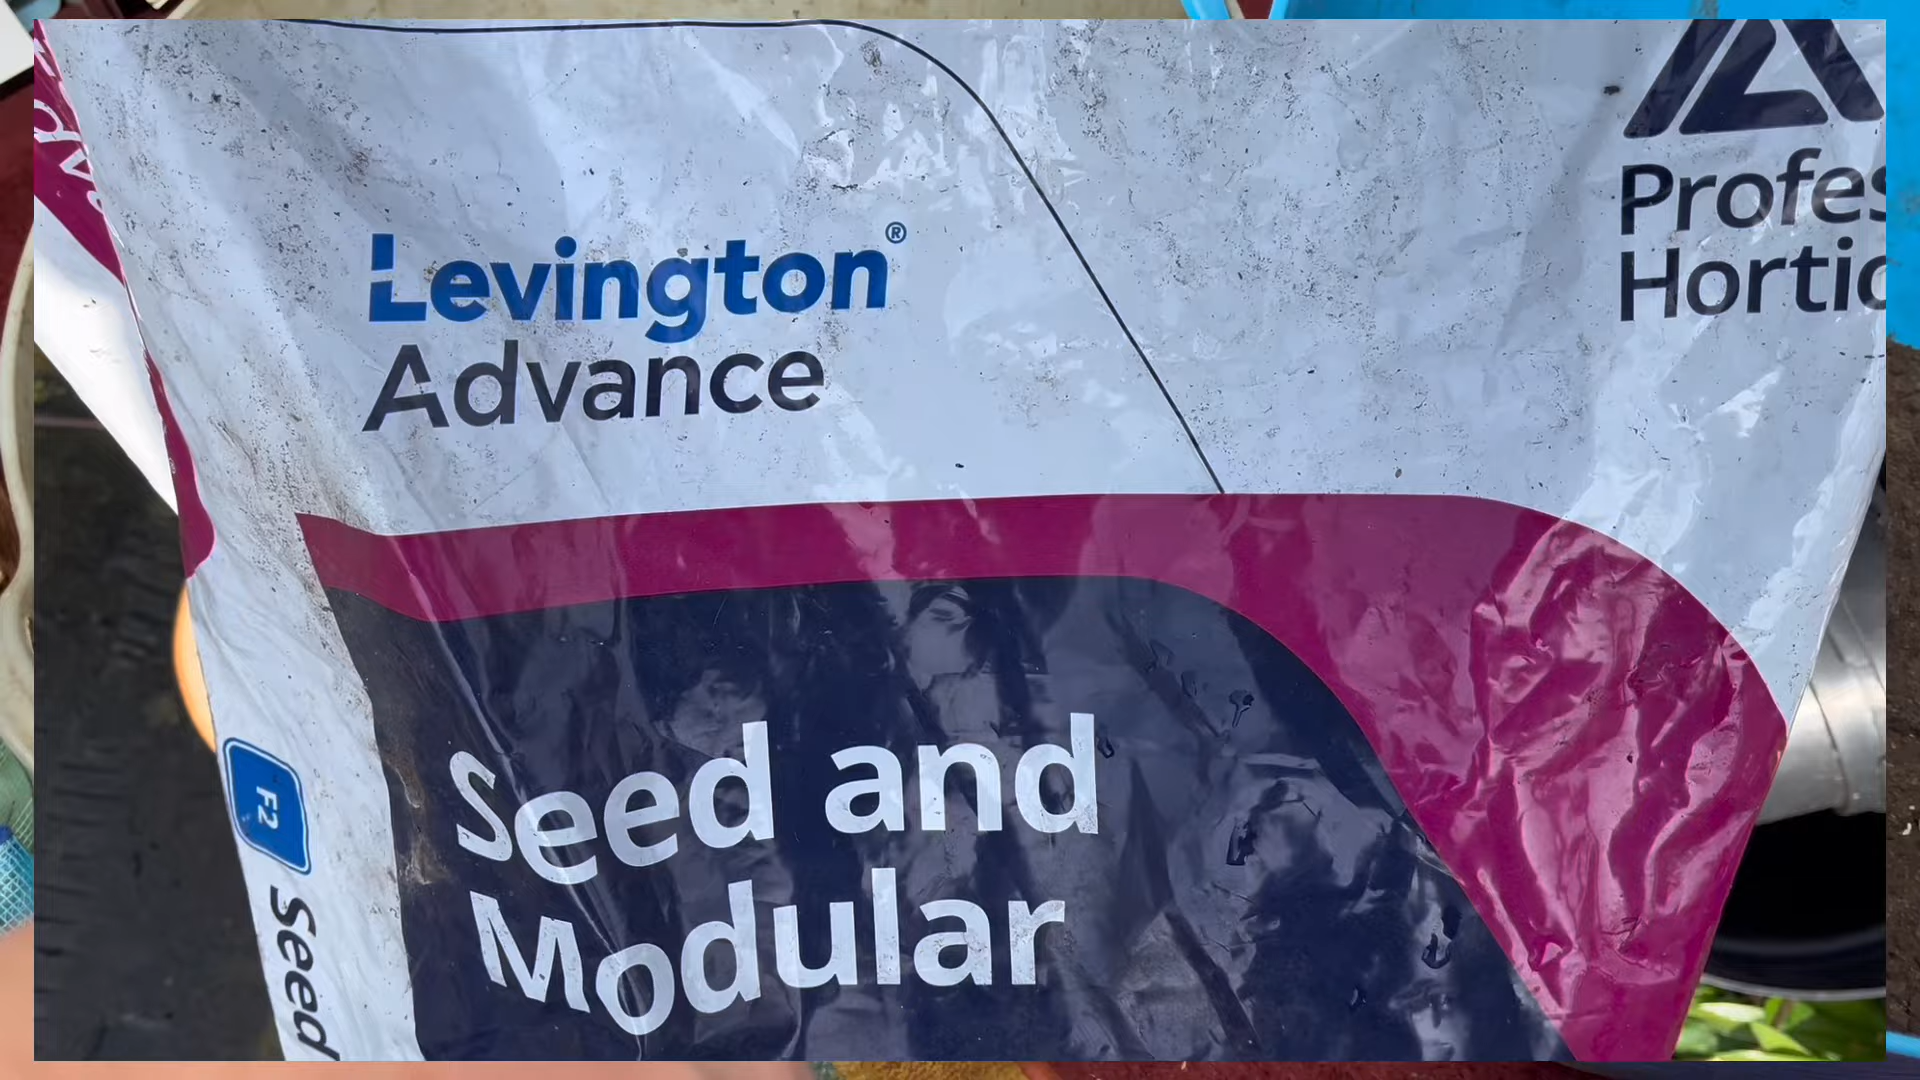 Levington®
Advance
Profes
Hortic
Seed and
Modular
F2
Seed